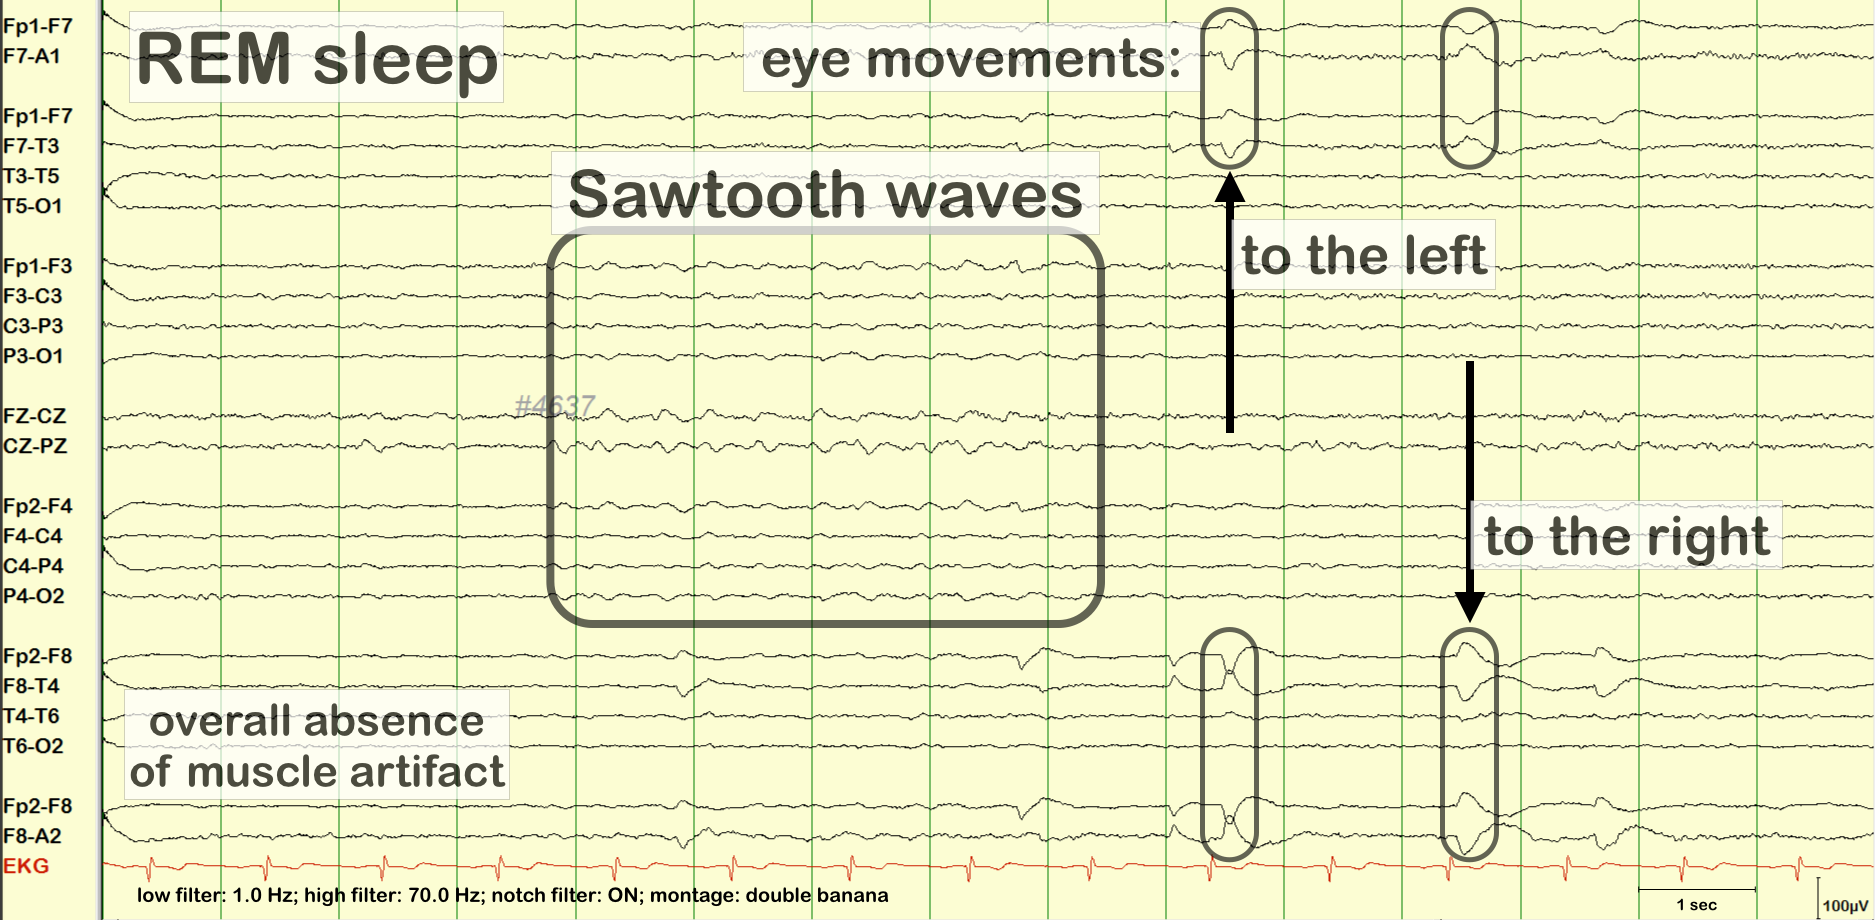 Fp1-F7
F7-A1
REM sleep
eye movements:
Fp1-F7
F7-T3
T3-T5
T5-O1
Sawtooth waves
to the left
Fp1-F3
F3-C3
C3-P3
P3-O1
#4637
FZ-CZ
CZ-PZ
Fp2-F4
F4-C4
C4-P4
P4-O2
to the right
Fp2-F8
F8-T4
T4-T6
T6-O2
overall absence
of muscle artifact
Fp2-F8
F8-A2
EKG
low filter: 1.0 Hz; high filter: 70.0 Hz; notch filter: ON; montage: double banana
1 sec
100µV